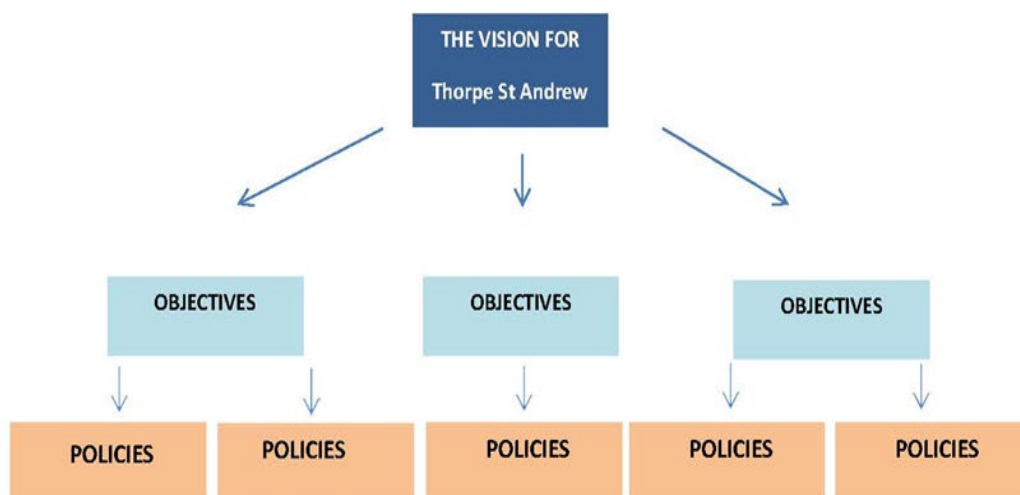 THE VISION FOR
Thorpe St Andrew
OBJECTIVES
OBJECTIVES
OBJECTIVES
POLICIES
POLICIES
POLICIES
POLICIES
POLICIES